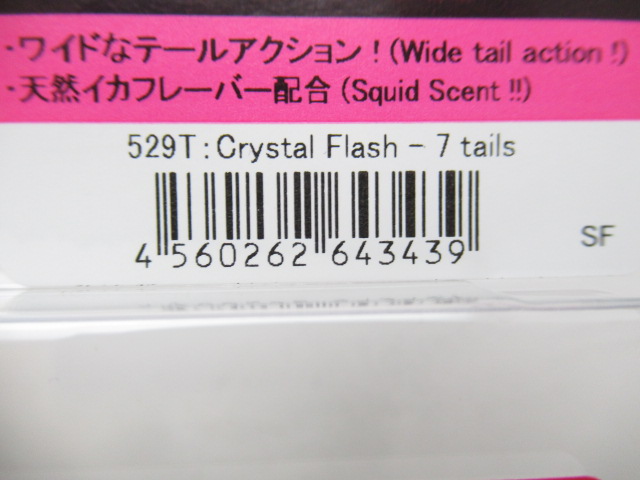 ・ワイドなテールアクション！(Wide tail action !)
・天然イカフレーバー配合 (Squid Scent !!)
529T : Crystal Flash - 7 tails
4 560262 643439
SF